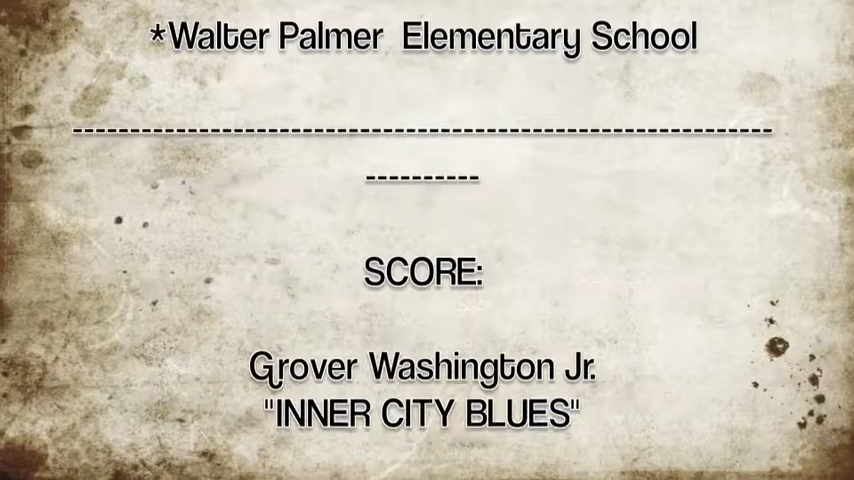 *Walter Palmer Elementary School
-------------------------------------------------------------
----------
SCORE:
Grover Washington Jr.
"INNER CITY BLUES"